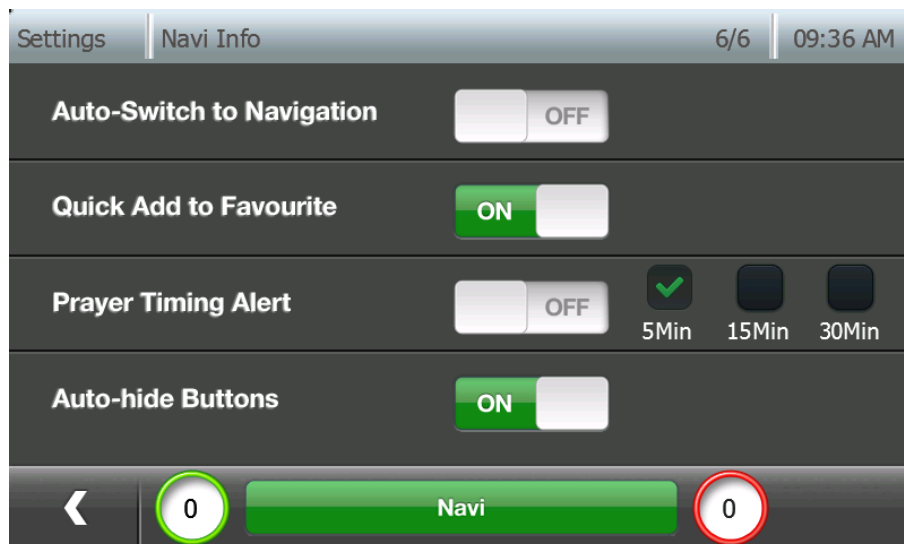 Settings Navi Info 6/6 09:36 AM
Auto-Switch to Navigation OFF
Quick Add to Favourite ON
Prayer Timing Alert OFF
5Min 15Min 30Min
Auto-hide Buttons ON
0 Navi 0